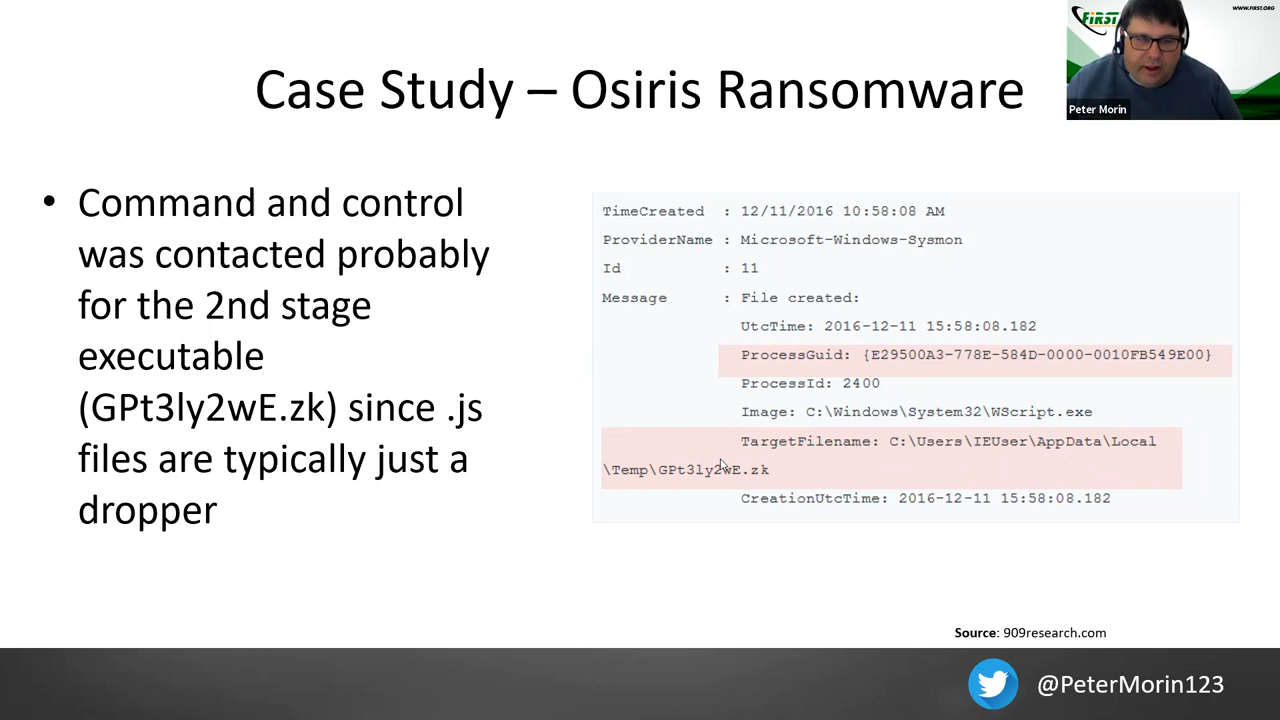 FIRST
WWW.FIRST.ORG
Peter Morin
Case Study – Osiris Ransomware
• Command and control
was contacted probably
for the 2nd stage
executable
(GPt3ly2wE.zk) since .js
files are typically just a
dropper
TimeCreated : 12/11/2016 10:58:08 AM
ProviderName : Microsoft-Windows-Sysmon
Id : 11
Message : File created:
UtcTime: 2016-12-11 15:58:08.182
ProcessGuid: {E29500A3-778E-584D-0000-0010FB549E00}
ProcessId: 2400
Image: C:\Windows\System32\WScript.exe
TargetFilename: C:\Users\IEUser\AppData\Local
\Temp\GPt3ly2wE.zk
CreationUtcTime: 2016-12-11 15:58:08.182
Source: 909research.com
@PeterMorin123